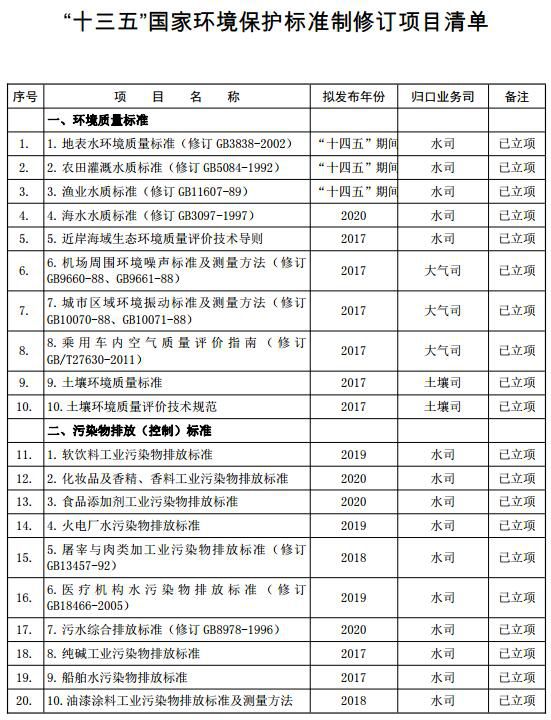 “十三五”国家环境保护标准制修订项目清单
序号 项 目 名 称 拟发布年份 归口业务司 备注
一、环境质量标准
1. 1.地表水环境质量标准（修订 GB3838-2002） “十四五”期间 水司 已立项
2. 2.农田灌溉水质标准（修订 GB5084-1992） “十四五”期间 水司 已立项
3. 3.渔业水质标准（修订 GB11607-89） “十四五”期间 水司 已立项
4. 4.海水水质标准（修订 GB3097-1997） 2020 水司 已立项
5. 5.近岸海域生态环境质量评价技术导则 2017 水司 已立项
6. 6.机场周围环境噪声标准及测量方法（修订 2017 大气司 已立项
GB9660-88、GB9661-88）
7. 7.城市区域环境振动标准及测量方法（修订 2017 大气司 已立项
GB10070-88、GB10071-88）
8. 8.乘用车内空气质量评价指南（修订 2017 大气司 已立项
GB/T27630-2011）
9. 9.土壤环境质量标准 2017 土壤司 已立项
10. 10.土壤环境质量评价技术规范 2017 土壤司 已立项
二、污染物排放（控制）标准
11. 1.软饮料工业污染物排放标准 2019 水司 已立项
12. 2.化妆品及香精、香料工业污染物排放标准 2020 水司 已立项
13. 3.食品添加剂工业污染物排放标准 2020 水司 已立项
14. 4.火电厂水污染物排放标准 2019 水司 已立项
15. 5.屠宰与肉类加工业污染物排放标准（修订 2018 水司 已立项
GB13457-92）
16. 6.医疗机构水污染物排放标准（修订 2019 水司 已立项
GB18466-2005）
17. 7.污水综合排放标准（修订 GB8978-1996） 2020 水司 已立项
18. 8.纯碱工业污染物排放标准 2017 水司 已立项
19. 9.船舶水污染物排放标准 2017 水司 已立项
20. 10.油漆涂料工业污染物排放标准及测量方法 2018 水司 已立项